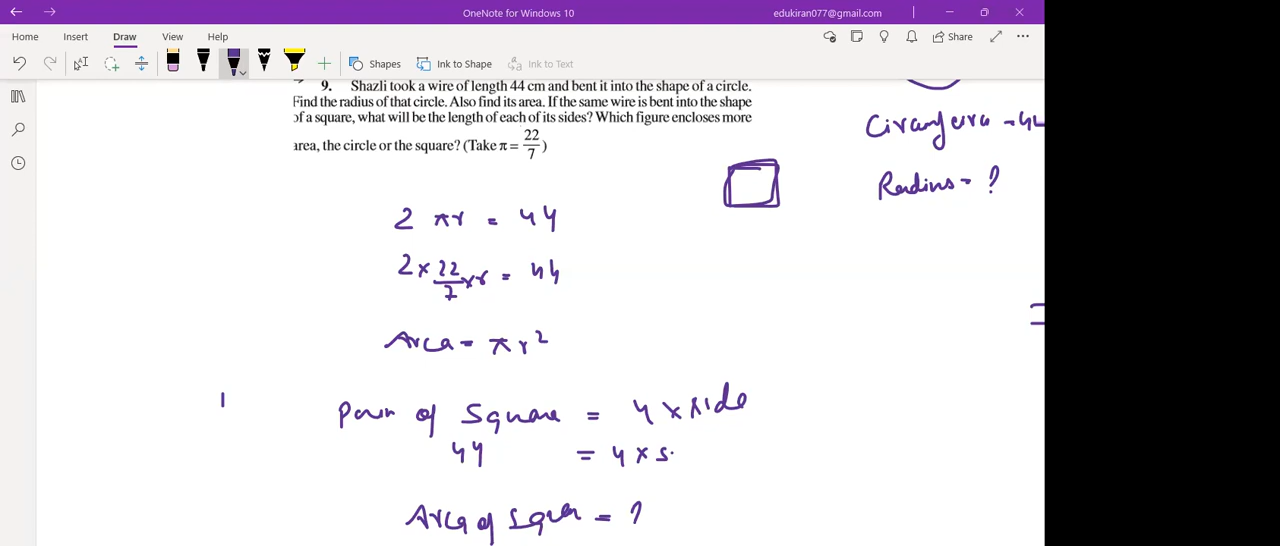 OneNote for Windows 10
edukiran077@gmail.com
Home Insert Draw View Help
Share
Shapes Ink to Shape Ink to Text
9. Shazli took a wire of length 44 cm and bent it into the shape of a circle.
Find the radius of that circle. Also find its area. If the same wire is bent into the shape
of a square, what will be the length of each of its sides? Which figure encloses more
area, the circle or the square? (Take π = 22/7)
Radius = ?
2 πr = 44
2 × 22/7 × r = 44
Area = πr²
of Square = 4 × side
44 = 4 × s
Area of = ?